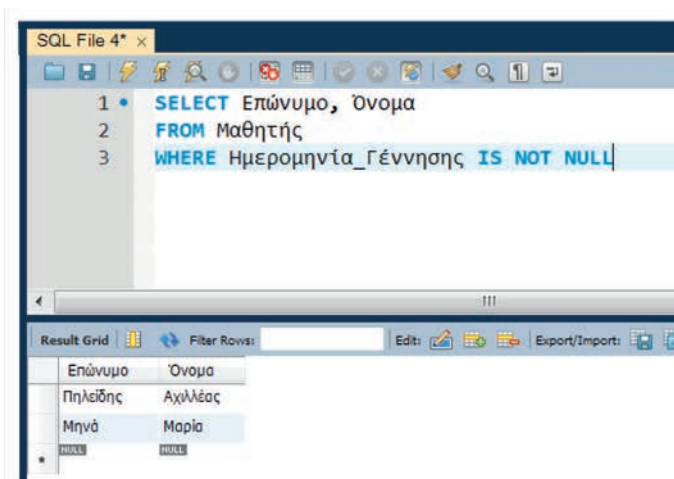 SQL File 4* ×
1 SELECT Επώνυμο, Όνομα
2 FROM Μαθητής
3 WHERE Ημερομηνία_Γέννησης IS NOT NULL
Result Grid Filter Rows: Edit: Export/Import:
Επώνυμο Όνομα
Πηλείδης Αχιλλέας
Μηνά Μαρία
NULL NULL